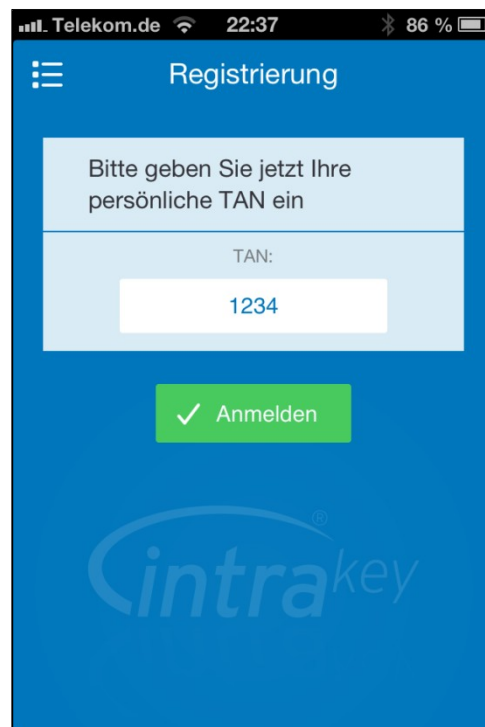 Telekom.de 22:37 86 %
Registrierung
Bitte geben Sie jetzt Ihre
persönliche TAN ein
TAN:
1234
Anmelden
intrakey®